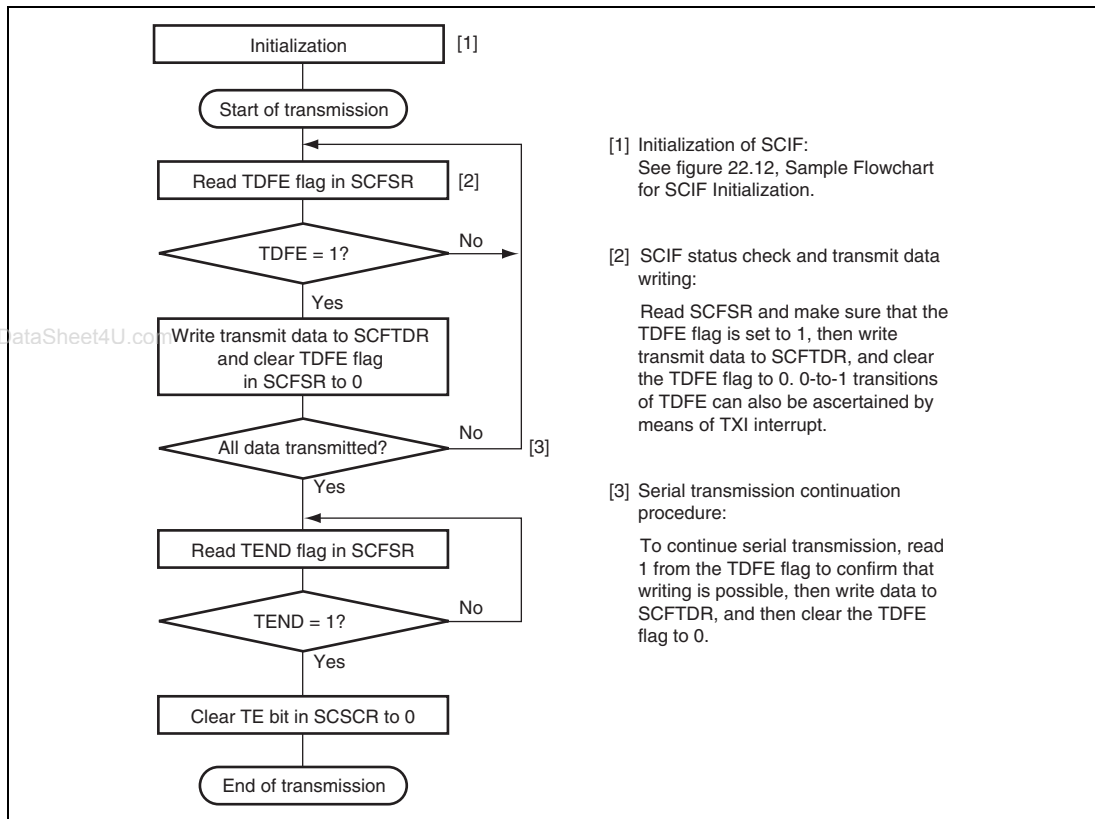 Initialization
[1]
Start of transmission
Read TDFE flag in SCFSR
[2]
TDFE = 1?
No
Yes
Write transmit data to SCFTDR
and clear TDFE flag
in SCFSR to 0
All data transmitted?
No
[3]
Yes
Read TEND flag in SCFSR
TEND = 1?
No
Yes
Clear TE bit in SCSCR to 0
End of transmission
[1] Initialization of SCIF:
See figure 22.12, Sample Flowchart
for SCIF Initialization.
[2] SCIF status check and transmit data
writing:
Read SCFSR and make sure that the
TDFE flag is set to 1, then write
transmit data to SCFTDR, and clear
the TDFE flag to 0. 0-to-1 transitions
of TDFE can also be ascertained by
means of TXI interrupt.
[3] Serial transmission continuation
procedure:
To continue serial transmission, read
1 from the TDFE flag to confirm that
writing is possible, then write data to
SCFTDR, and then clear the TDFE
flag to 0.
DataSheet4U.com